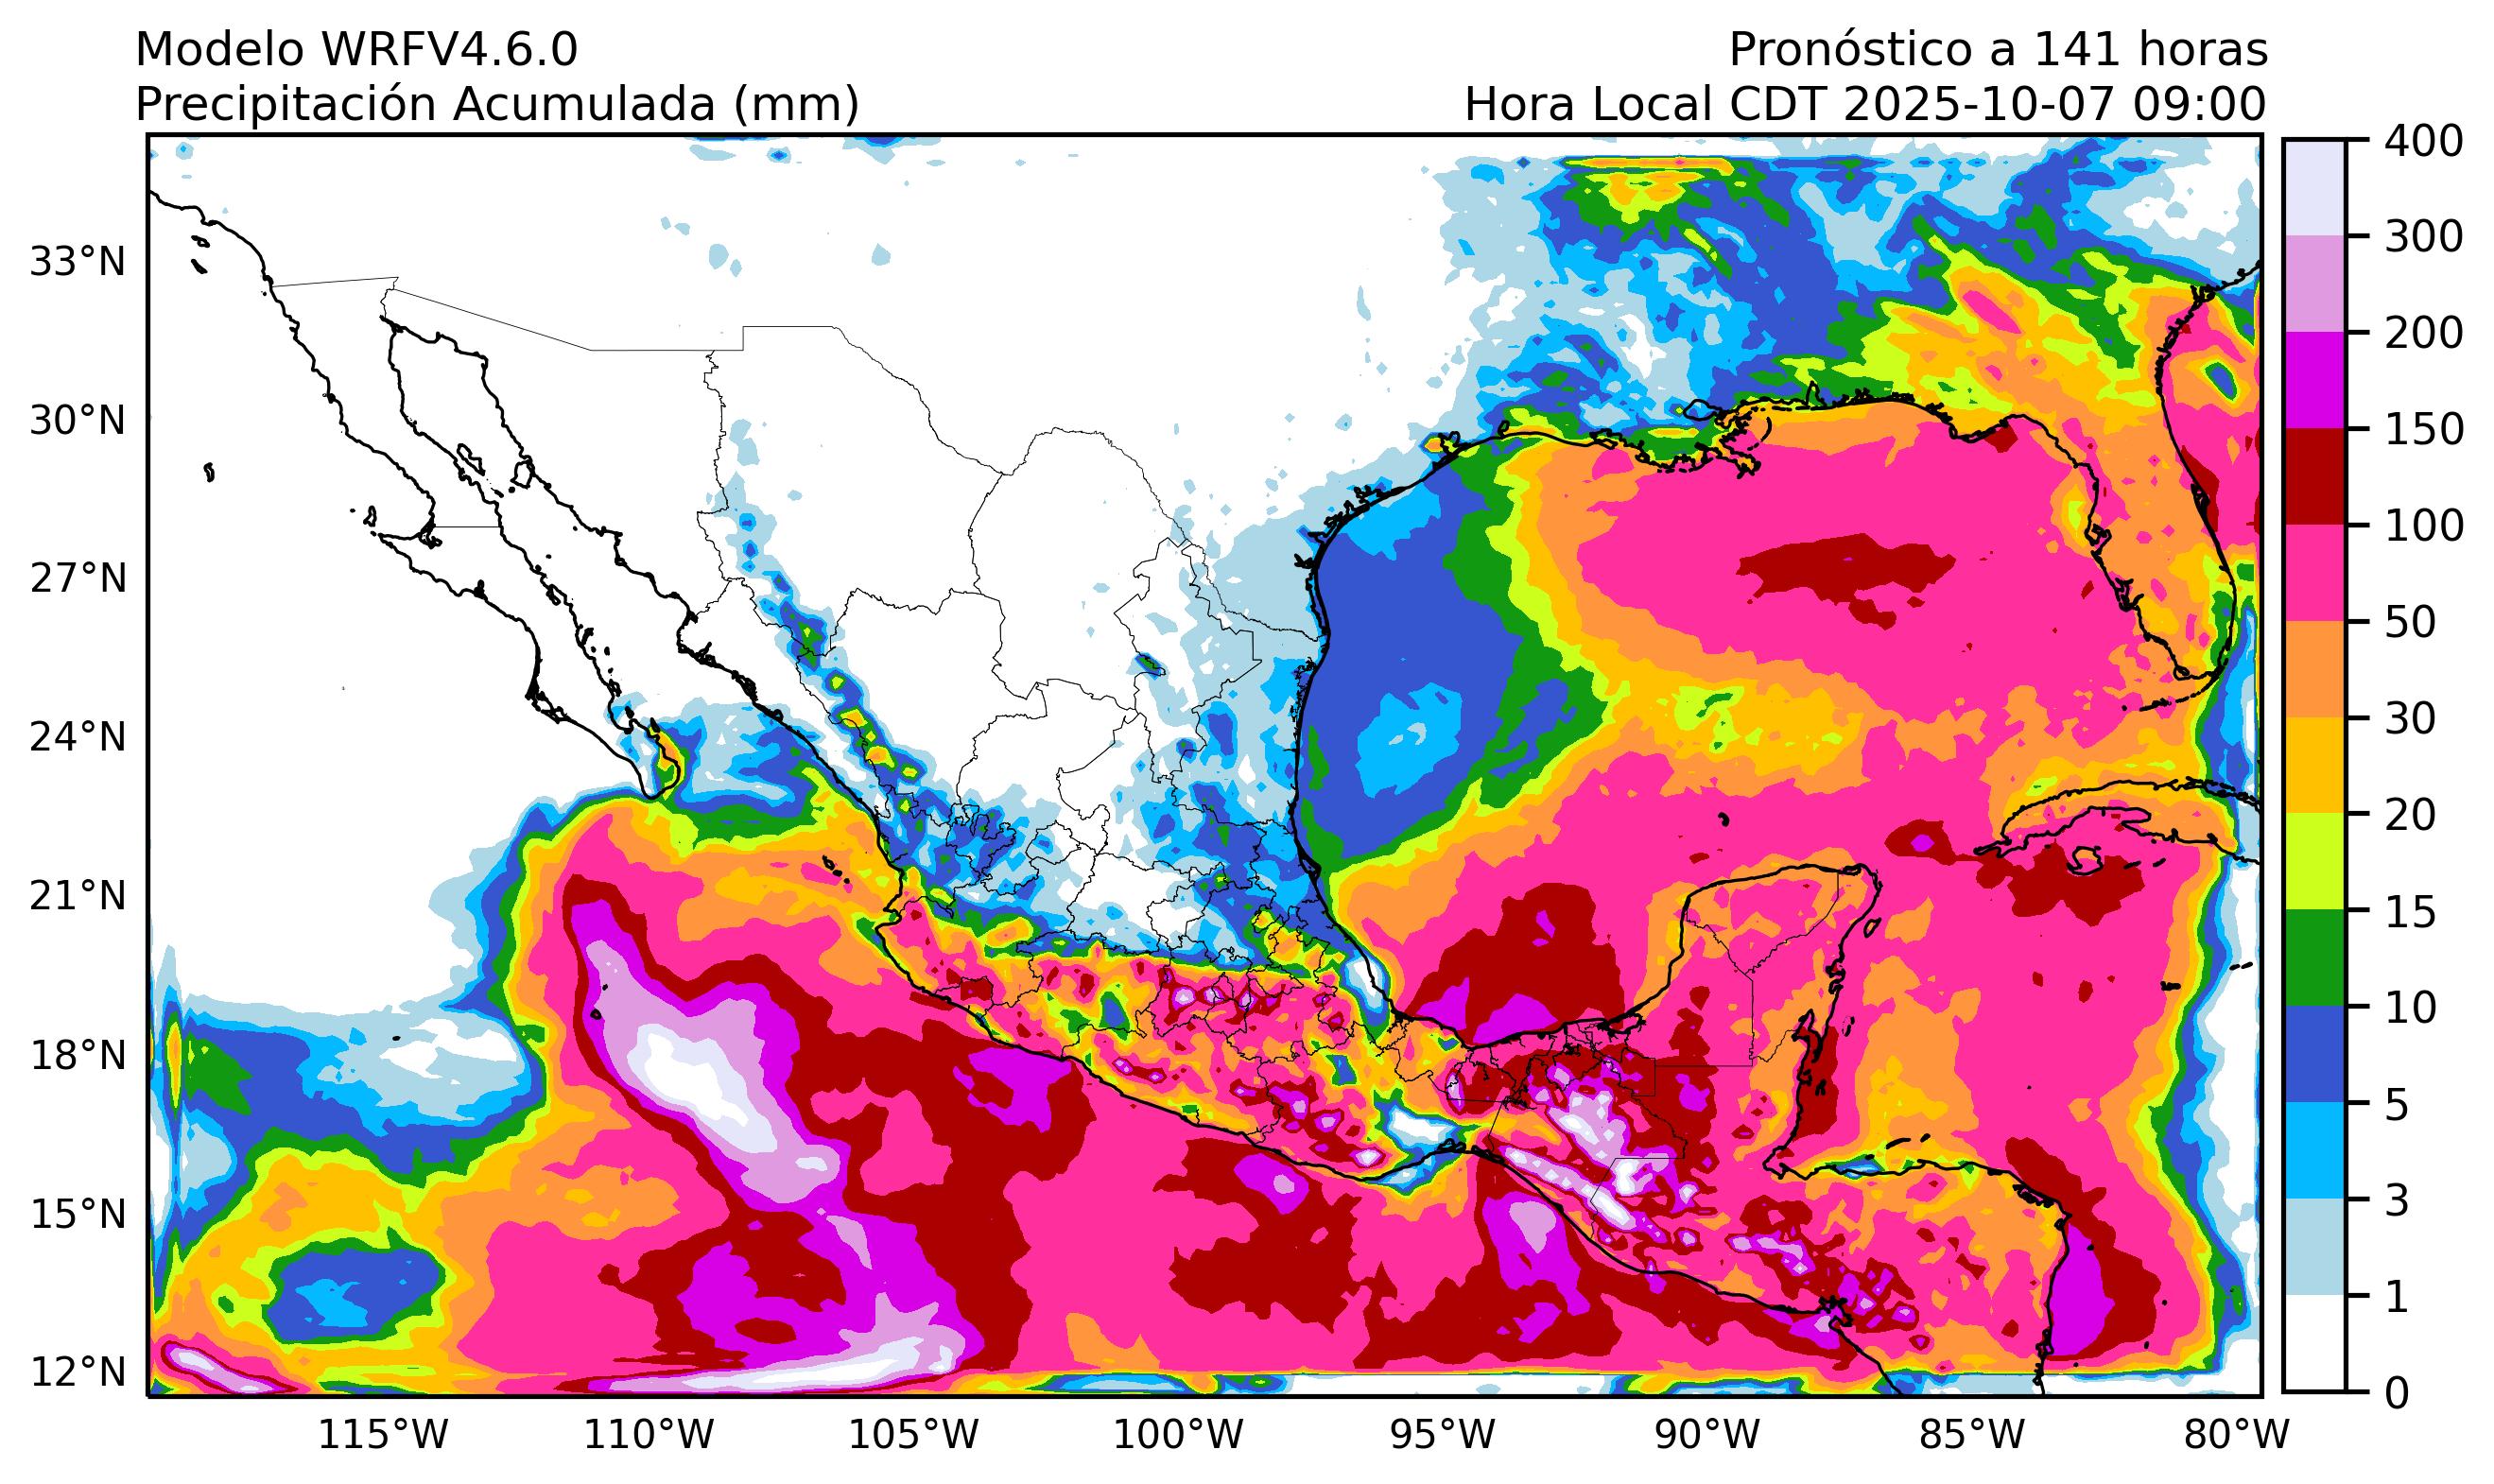 Modelo WRFV4.6.0
Precipitación Acumulada (mm)
Pronóstico a 141 horas
Hora Local CDT 2025-10-07 09:00
33°N
30°N
27°N
24°N
21°N
18°N
15°N
12°N
115°W
110°W
105°W
100°W
95°W
90°W
85°W
80°W
400
300
200
150
100
50
30
20
15
10
5
3
1
0